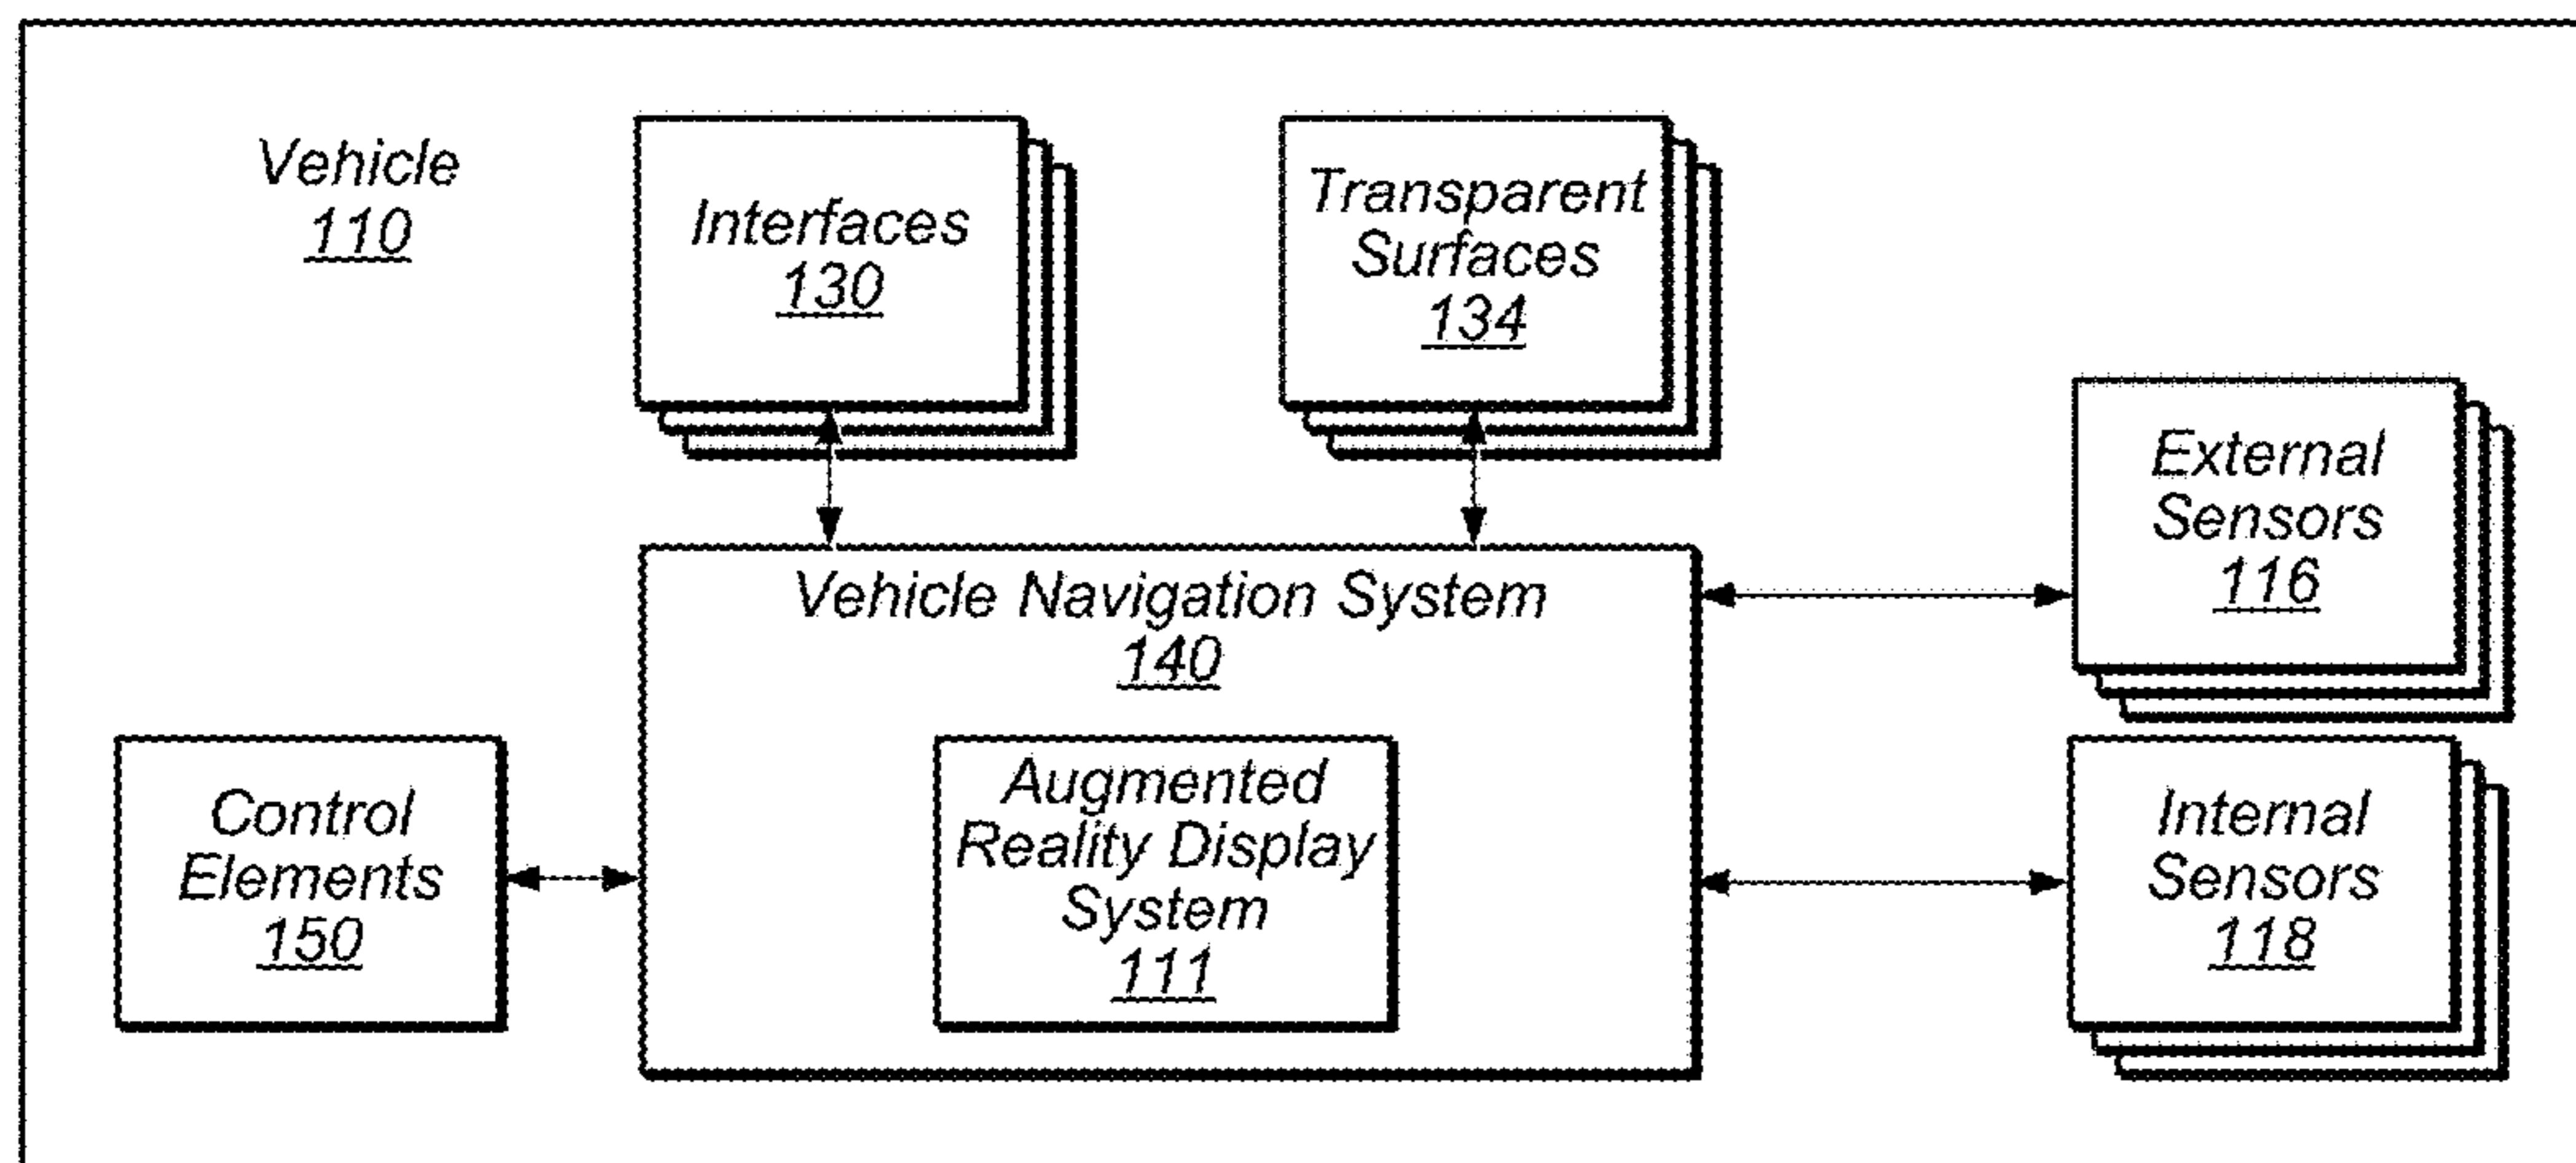 Vehicle
110
Interfaces
130
Transparent
Surfaces
134
External
Sensors
116
Vehicle Navigation System
140
Control
Elements
150
Augmented
Reality Display
System
111
Internal
Sensors
118